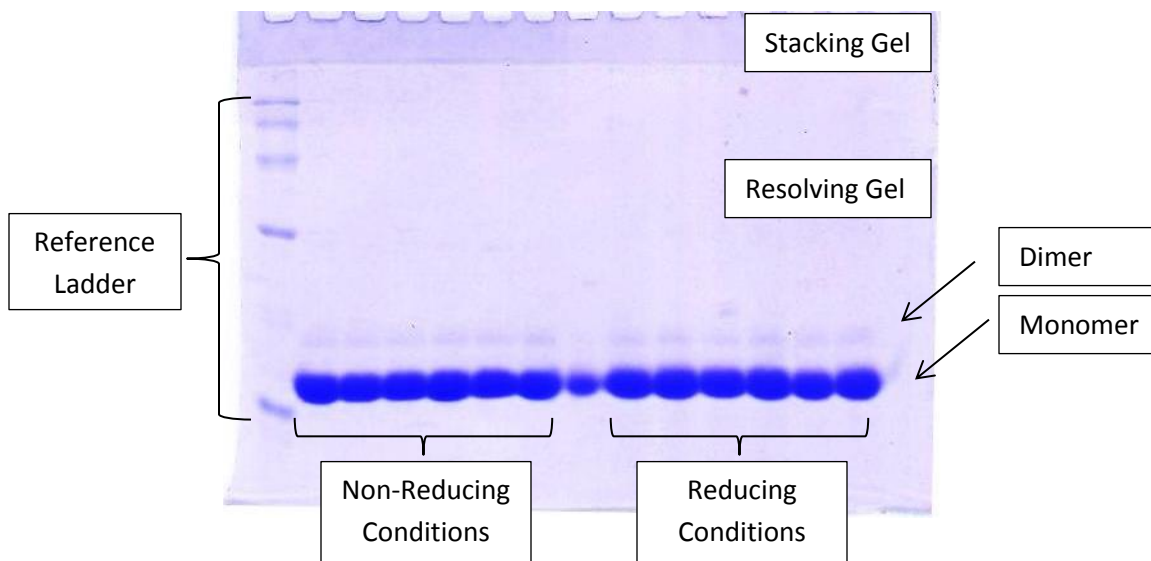 Stacking Gel
Resolving Gel
Reference
Ladder
Dimer
Monomer
Non-Reducing
Conditions
Reducing
Conditions